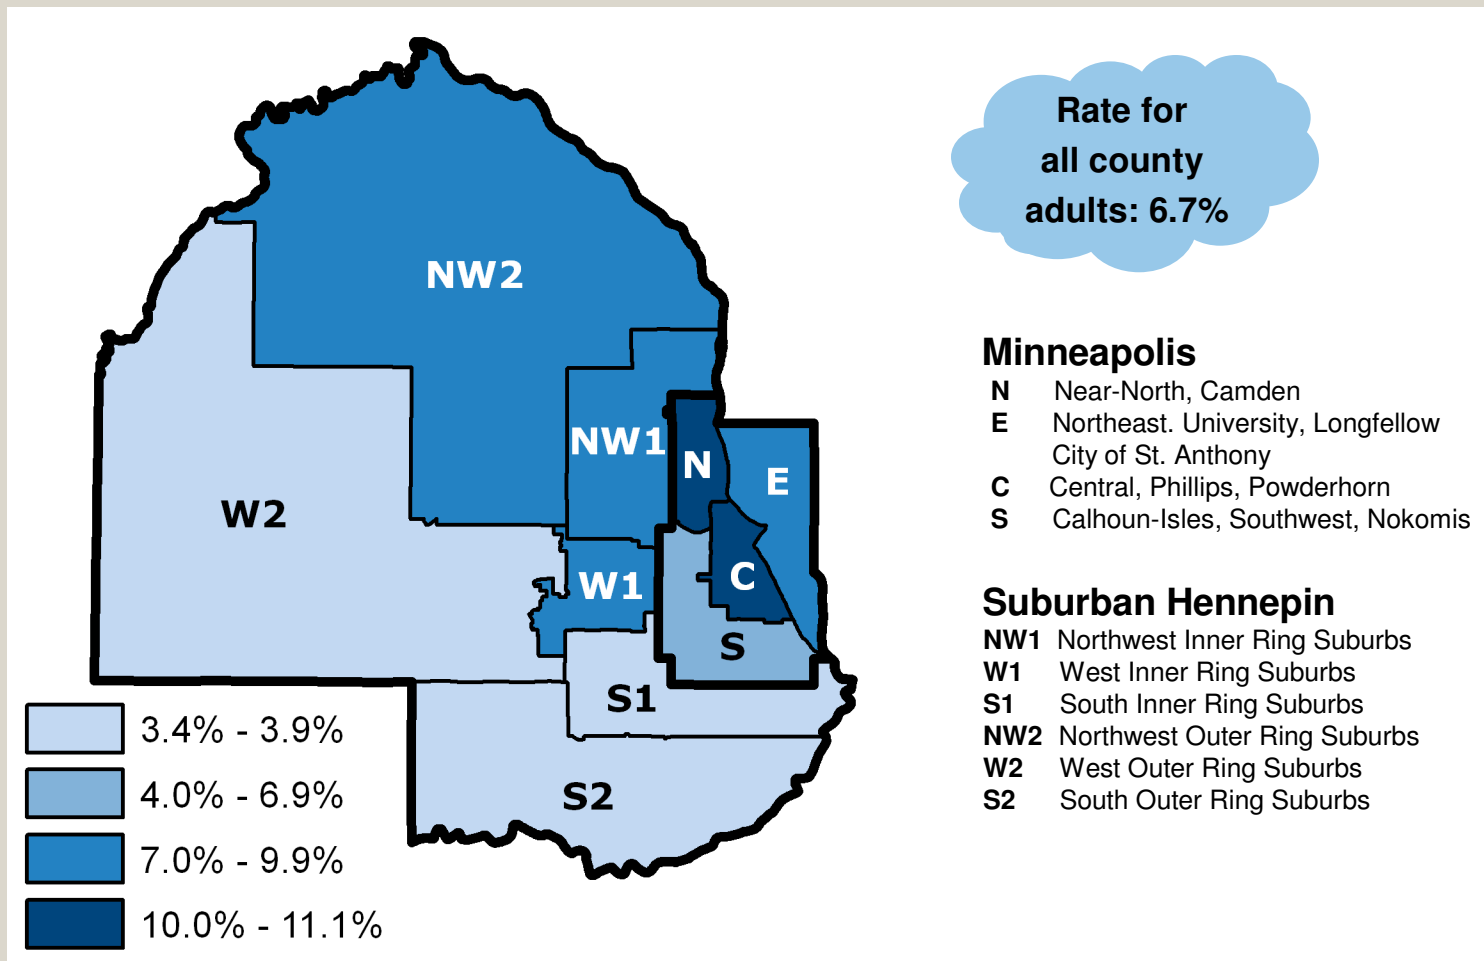 Rate for
all county
adults: 6.7%
NW2
NW1
N
E
W2
W1
C
S
S1
S2
3.4% - 3.9%
4.0% - 6.9%
7.0% - 9.9%
10.0% - 11.1%
Minneapolis
N Near-North, Camden
E Northeast. University, Longfellow
City of St. Anthony
C Central, Phillips, Powderhorn
S Calhoun-Isles, Southwest, Nokomis
Suburban Hennepin
NW1 Northwest Inner Ring Suburbs
W1 West Inner Ring Suburbs
S1 South Inner Ring Suburbs
NW2 Northwest Outer Ring Suburbs
W2 West Outer Ring Suburbs
S2 South Outer Ring Suburbs